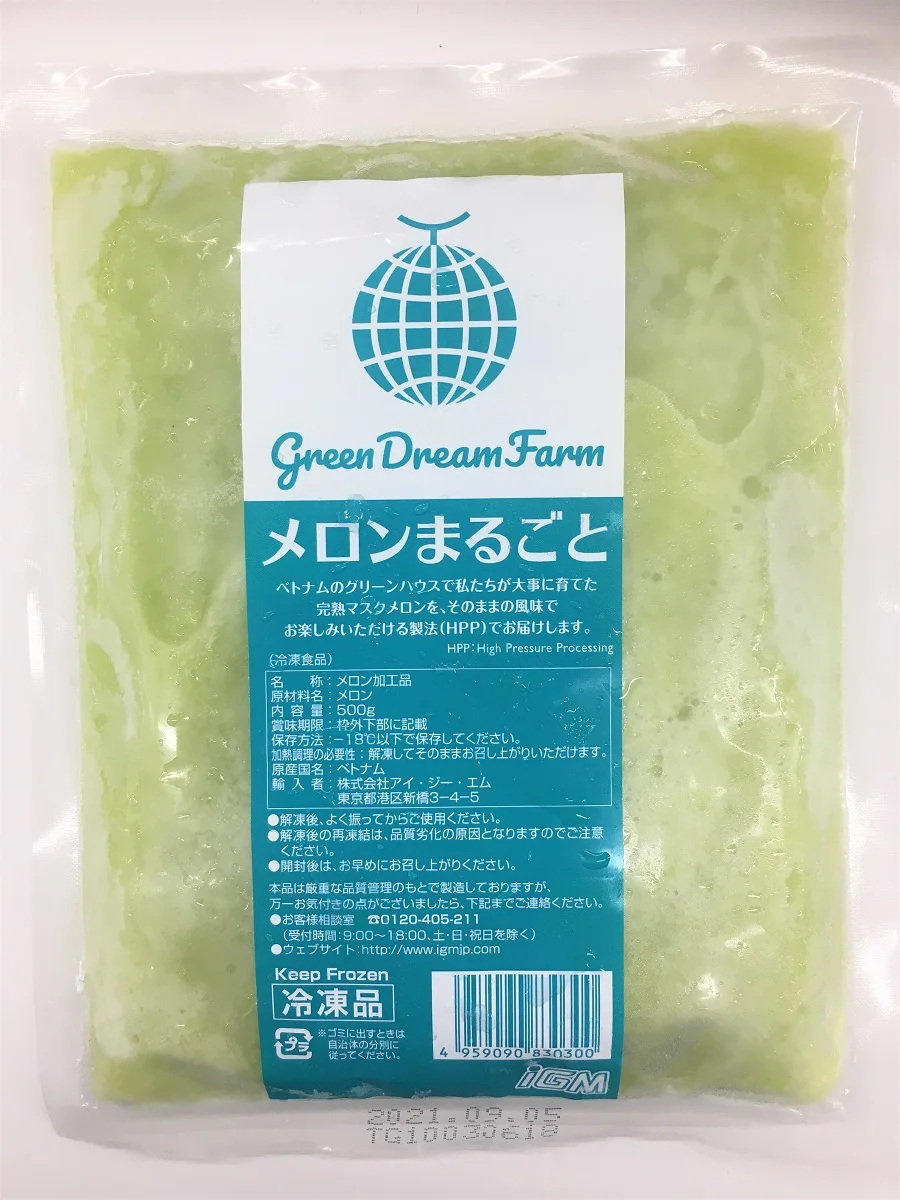 Green Dream Farm
メロンまるごと
ベトナムのグリーンハウスで私たちが大事に育てた
完熟マスクメロンを、そのままの風味で
お楽しみいただける製法(HPP)でお届けします。
HPP:High Pressure Processing
(冷凍食品)
名　　称:メロン加工品
原材料名:メロン
内 容 量:500g
賞味期限:枠外下部に記載
保存方法:−18℃以下で保存してください。
加熱調理の必要性:解凍してそのままお召し上がりいただけます。
原産国名:ベトナム
輸 入 者:株式会社アイ・ジー・エム
東京都港区新橋3−4−5
●解凍後、よく振ってからご使用ください。
●解凍後の再凍結は、品質劣化の原因となりますのでご注意
ください。
●開封後は、お早めにお召し上がりください。
本品は厳重な品質管理のもとで製造しておりますが、
万一お気付きの点がございましたら、下記までご連絡ください。
●お客様相談室　☎0120-405-211
(受付時間:9:00〜18:00、土・日・祝日を除く)
●ウェブサイト:http://www.igmjp.com
Keep Frozen
冷凍品
プラ
※ゴミに出すときは
自治体の分別に
従ってください。
4 959090 830300
iGM
2021.09.05
TG10030618